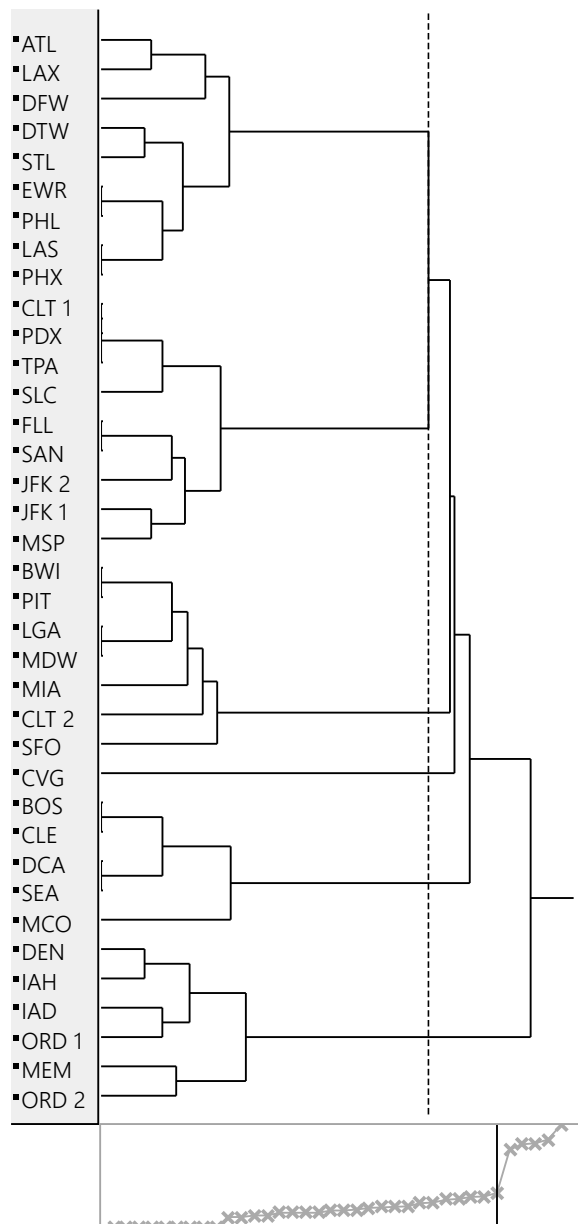 ATL
LAX
DFW
DTW
STL
EWR
PHL
LAS
PHX
CLT 1
PDX
TPA
SLC
FLL
SAN
JFK 2
JFK 1
MSP
BWI
PIT
LGA
MDW
MIA
CLT 2
SFO
CVG
BOS
CLE
DCA
SEA
MCO
DEN
IAH
IAD
ORD 1
MEM
ORD 2